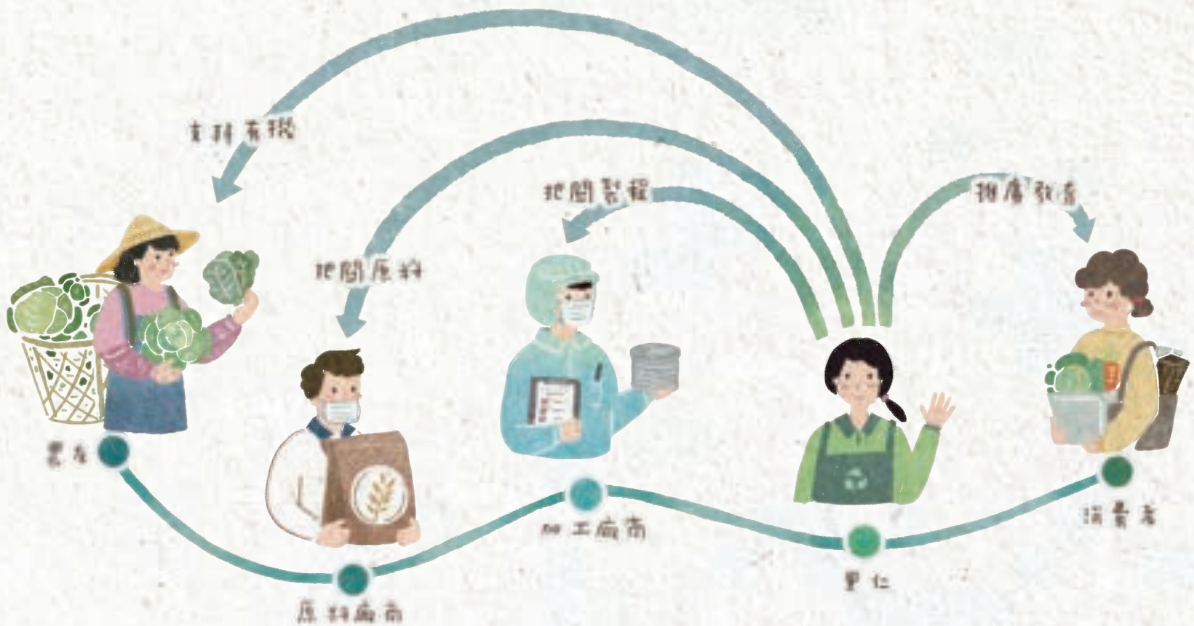 支持有機
把關製程
推廣教育
把關原料
農友
加工廠商
消費者
里仁
原料廠商